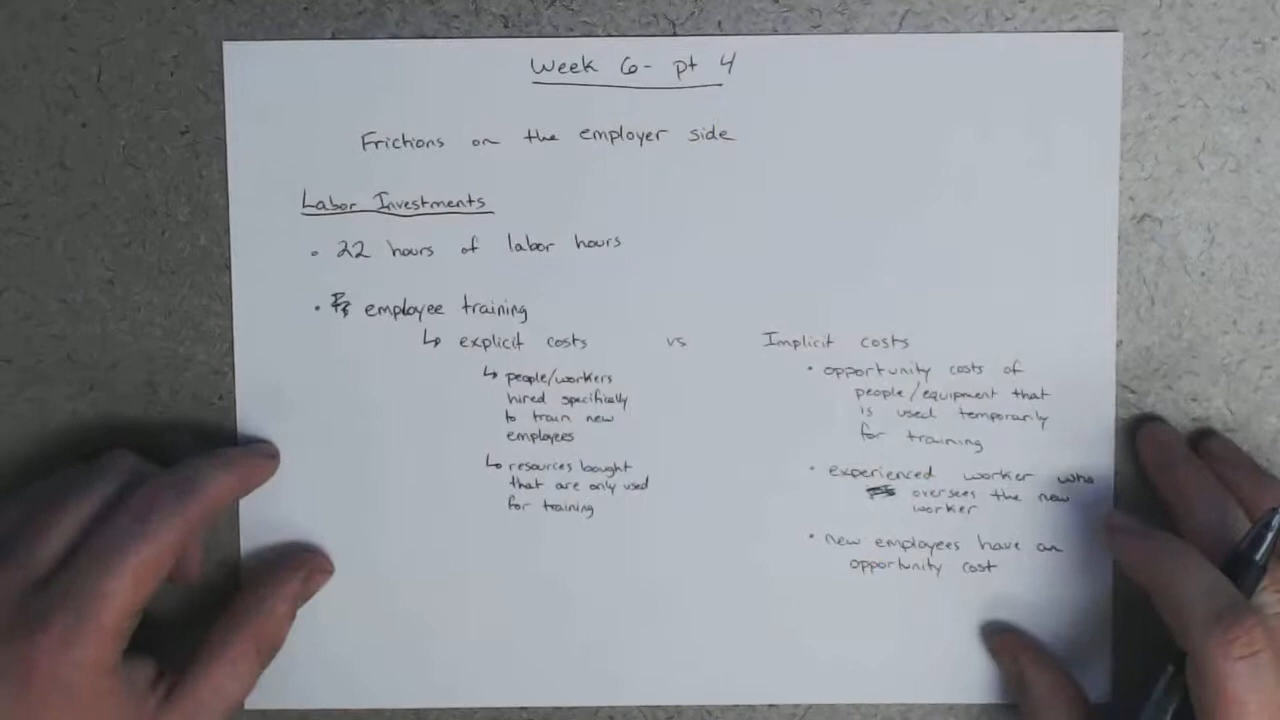 Week 6- pt 4
Frictions on the employer side
Labor Investments
• 22 hours of labor hours
• employee training
↳ explicit costs vs Implicit costs
↳ people/workers
hired specifically
to train new
employees
↳ resources bought
that are only used
for training
• opportunity costs of
people/equipment that
is used temporarily
for training
• experienced worker who
oversees the new
worker
• new employees have an
opportunity cost